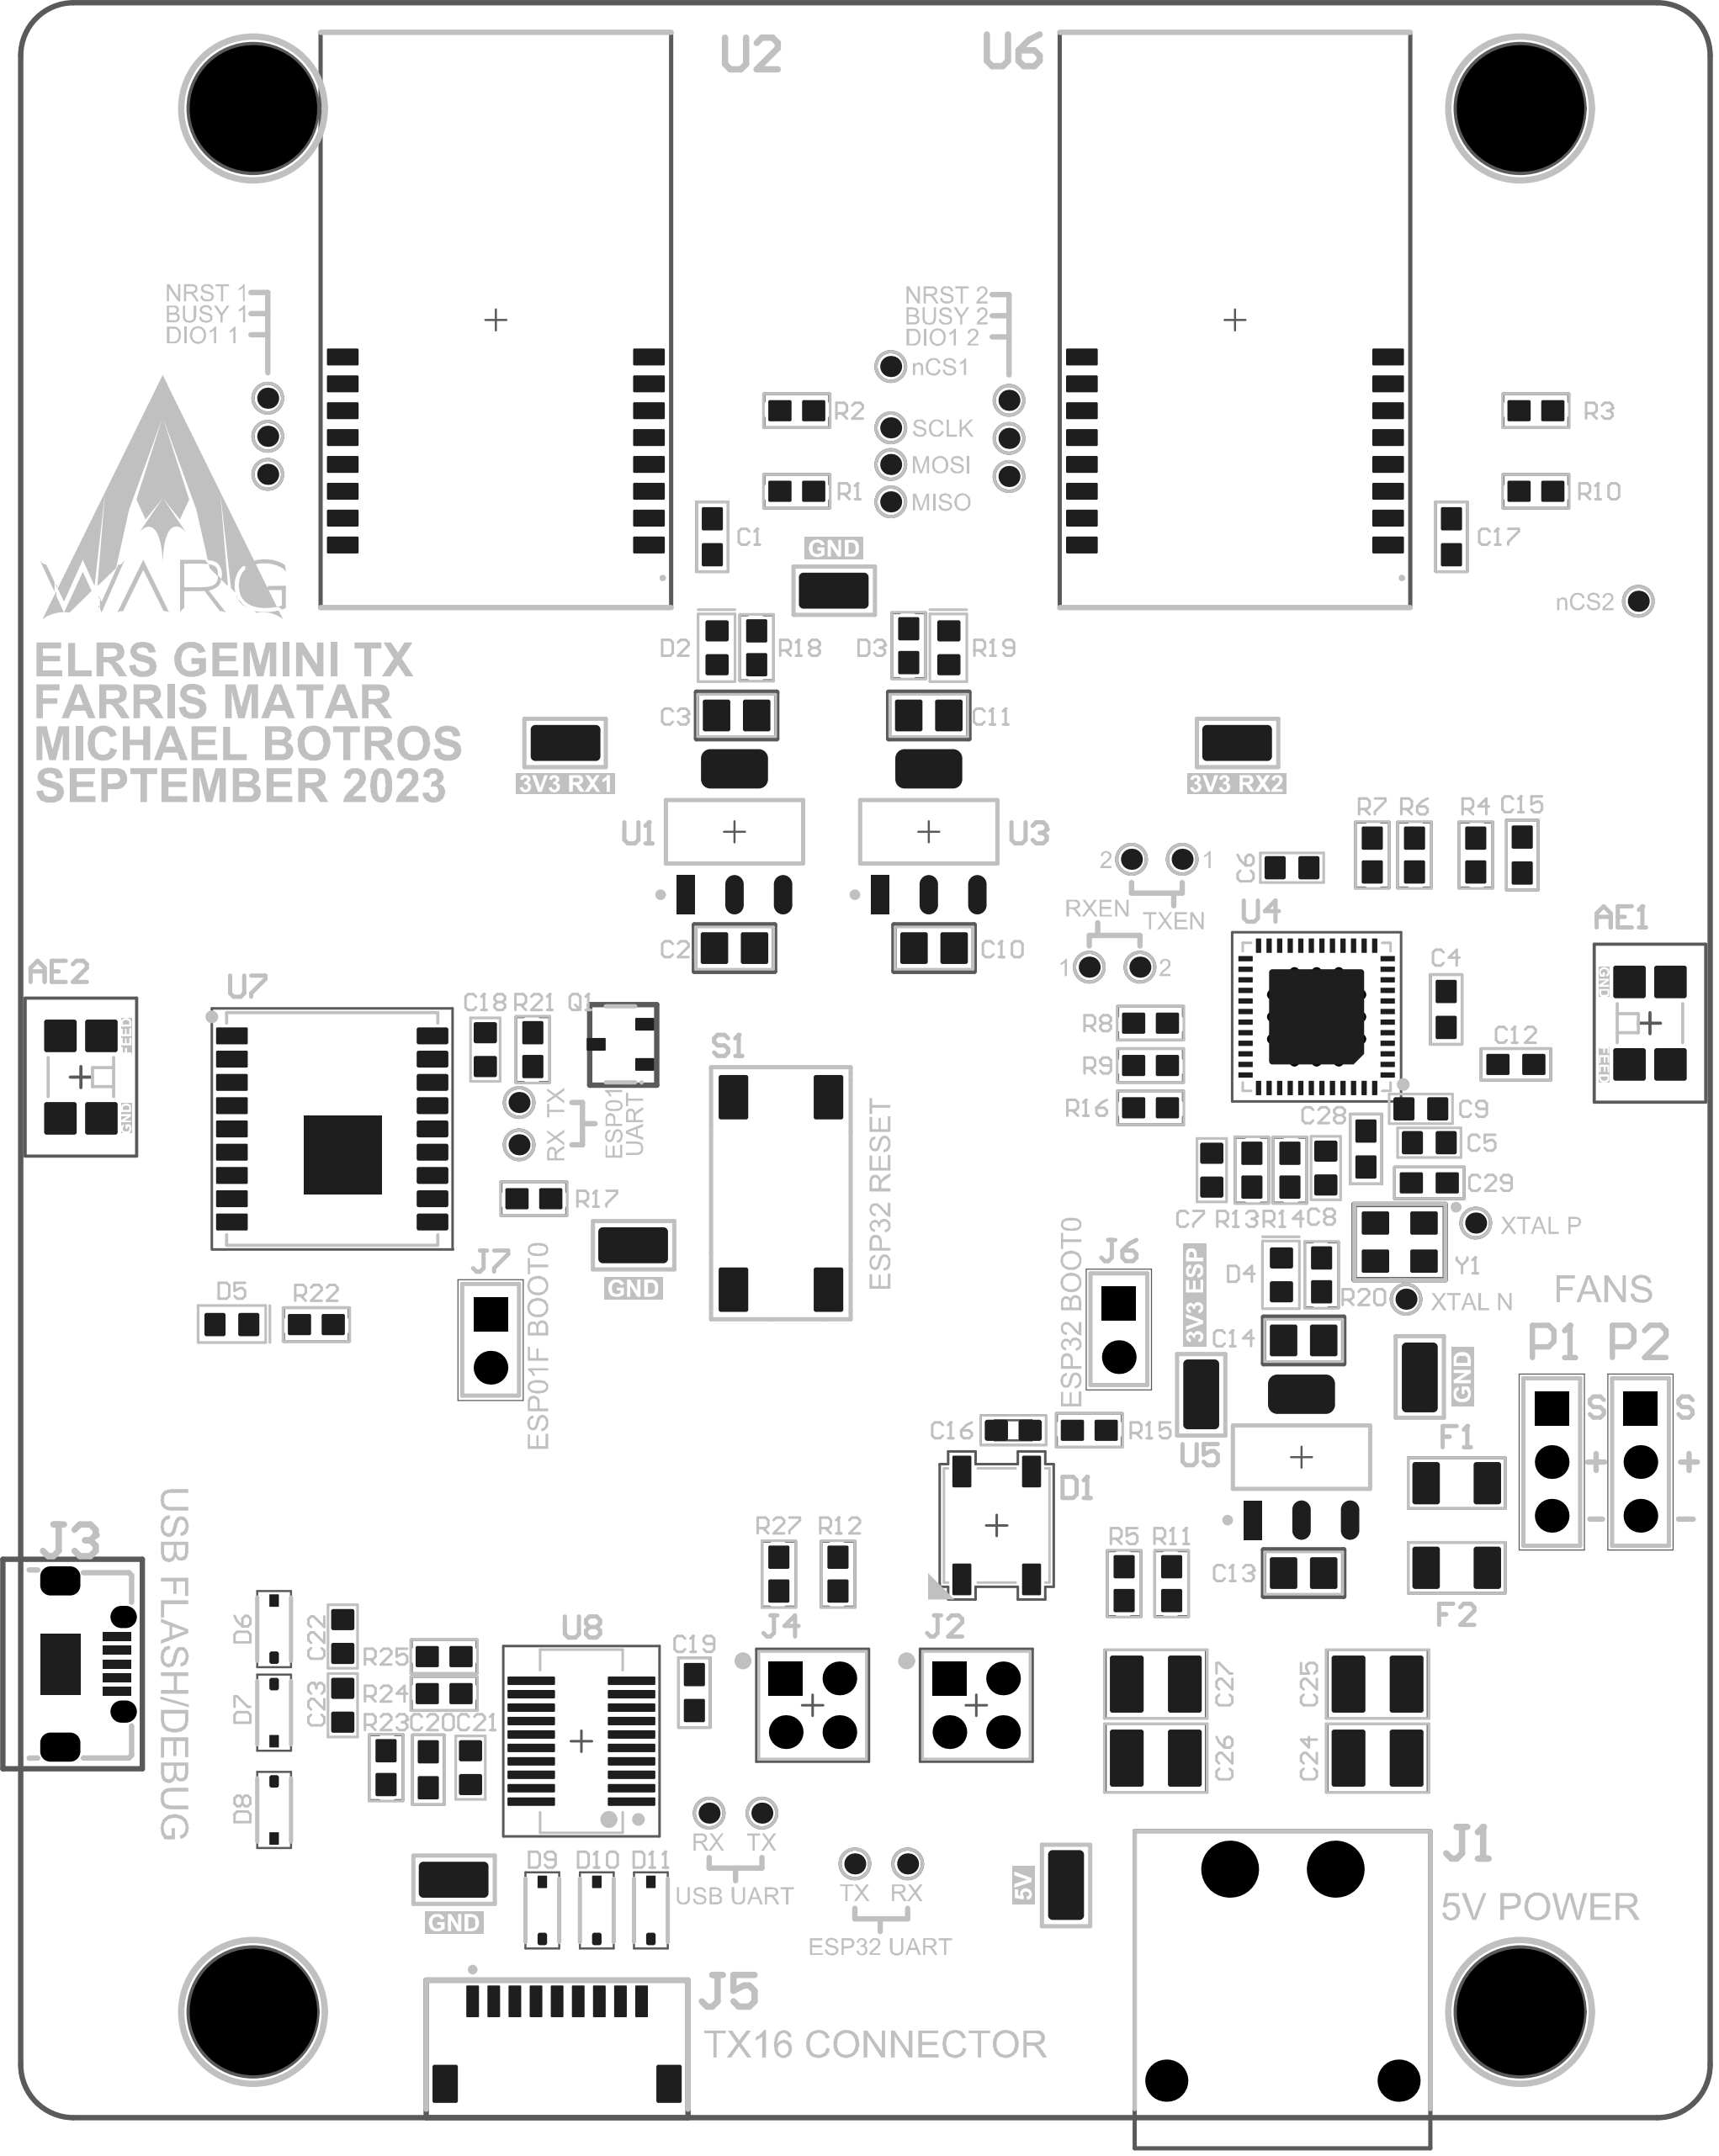 U2
U6
NRST 1
BUSY 1
DIO1 1
NRST 2
BUSY 2
DIO1 2
nCS1
R2
SCLK
R3
MOSI
R1
MISO
R10
C1
GND
C17
WARG
nCS2
D2
R18
D3
R19
ELRS GEMINI TX
FARRIS MATAR
MICHAEL BOTROS
SEPTEMBER 2023
C3
C11
3V3 RX1
3V3 RX2
U1
U3
R7
R6
R4
C15
2
1
C6
RXEN
TXEN
U4
AE1
C2
C10
1
2
C4
AE2
U7
C18
R21
Q1
GND
FEED
FEED
GND
R8
C12
S1
R9
R16
RX TX
ESP01
UART
C28
C9
C5
R17
C29
ESP32 RESET
C7
R13
R14
C8
XTAL P
J7
GND
J6
3V3 ESP
D4
Y1
D5
R22
R20
XTAL N
FANS
ESP01F BOOT0
ESP32 BOOT0
C14
P1
P2
GND
S
S
C16
R15
U5
F1
+
+
D1
USB FLASH/DEBUG
J3
R27
R12
R5
R11
C13
-
-
F2
D6
C22
U8
J4
J2
R25
C19
C27
C25
D7
C23
R24
R23
C20
C21
C26
C24
D8
RX
TX
USB UART
J1
D9
D10
D11
TX
RX
5V
5V POWER
GND
ESP32 UART
J5
TX16 CONNECTOR